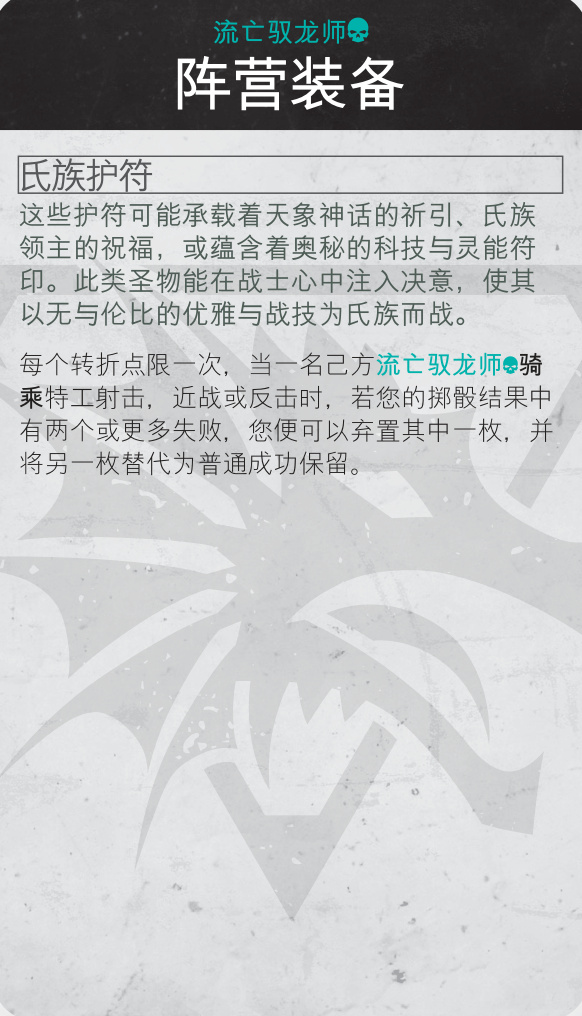 流亡驭龙师
阵营装备
氏族护符
这些护符可能承载着天象神话的祈引、氏族
领主的祝福，或蕴含着奥秘的科技与灵能符
印。此类圣物能在战士心中注入决意，使其
以无与伦比的优雅与战技为氏族而战。
每个转折点限一次，当一名己方流亡驭龙师骑
乘特工射击，近战或反击时，若您的掷骰结果中
有两个或更多失败，您便可以弃置其中一枚，并
将另一枚替代为普通成功保留。